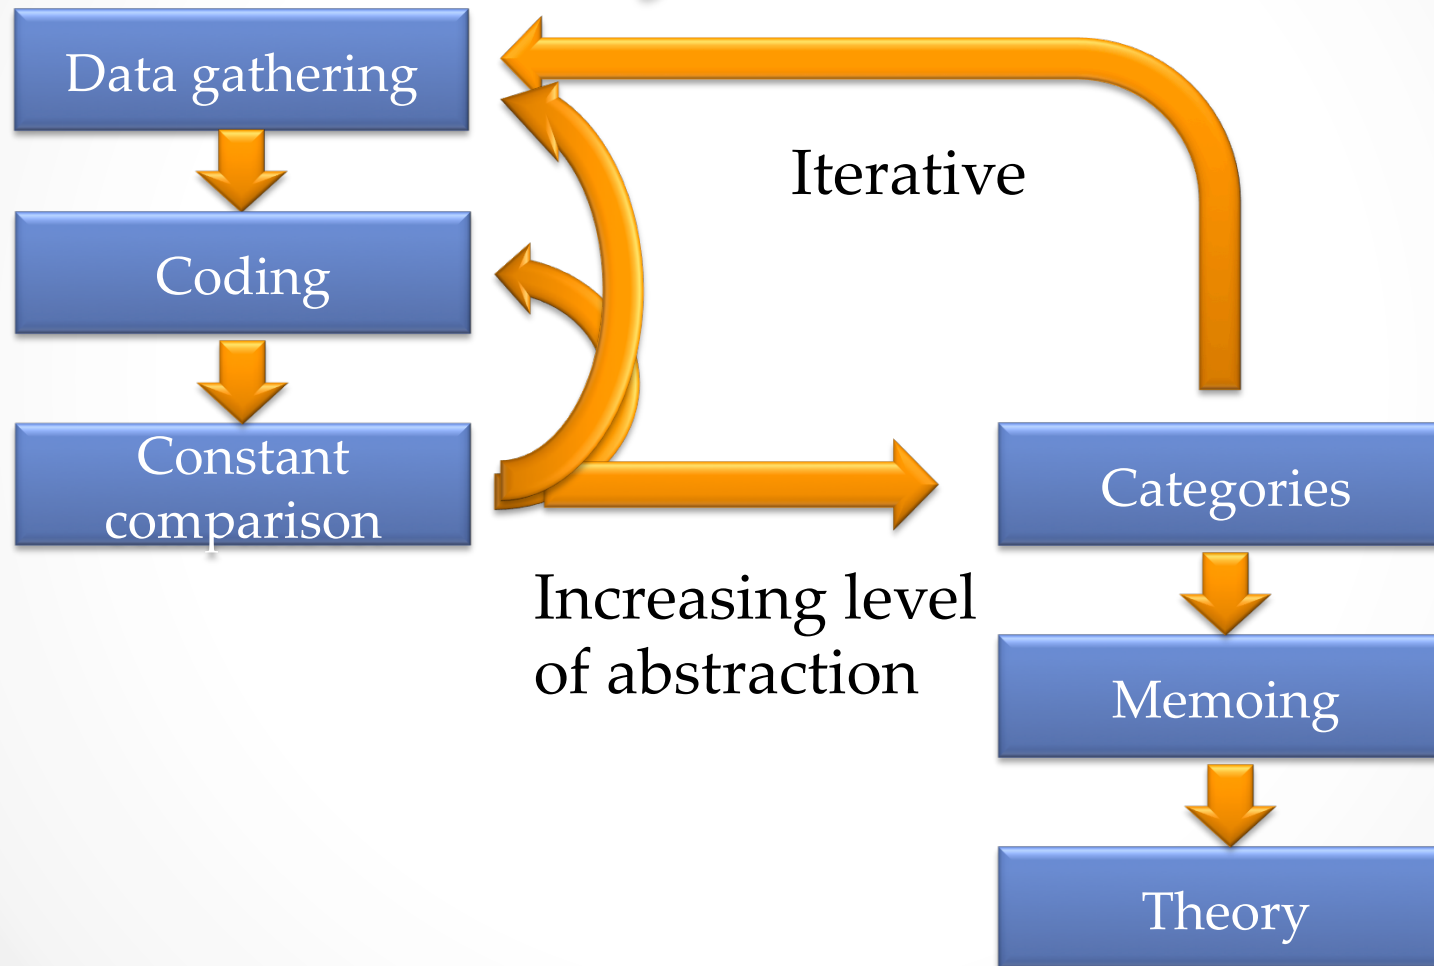 Data gathering
Iterative
Coding
Constant
comparison
Categories
Increasing level
of abstraction
Memoing
Theory